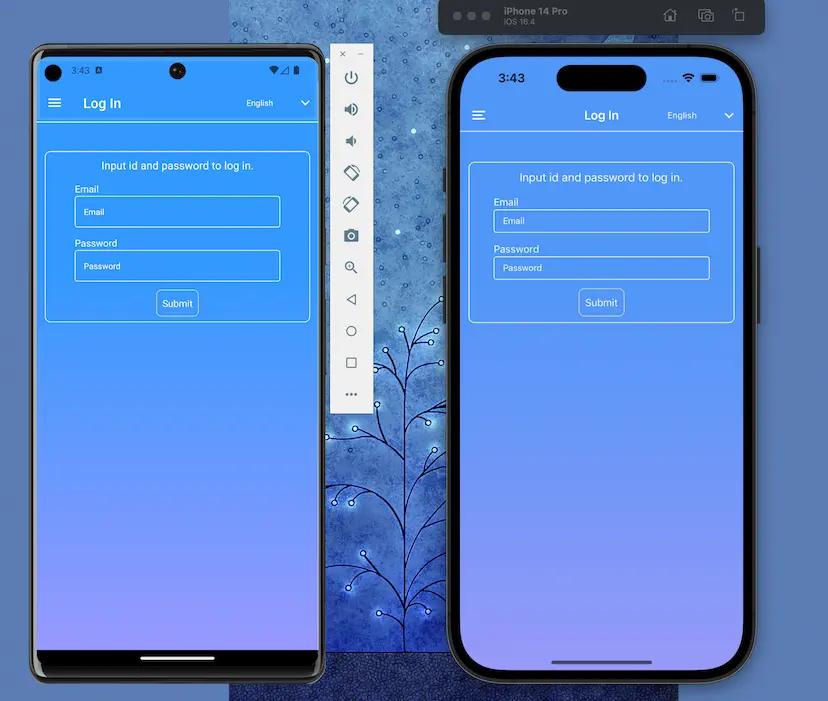 iPhone 14 Pro
iOS 16.4
3:43
Log In
English
Input id and password to log in.
Email
Email
Password
Password
Submit
3:43
Log In
English
Input id and password to log in.
Email
Email
Password
Password
Submit